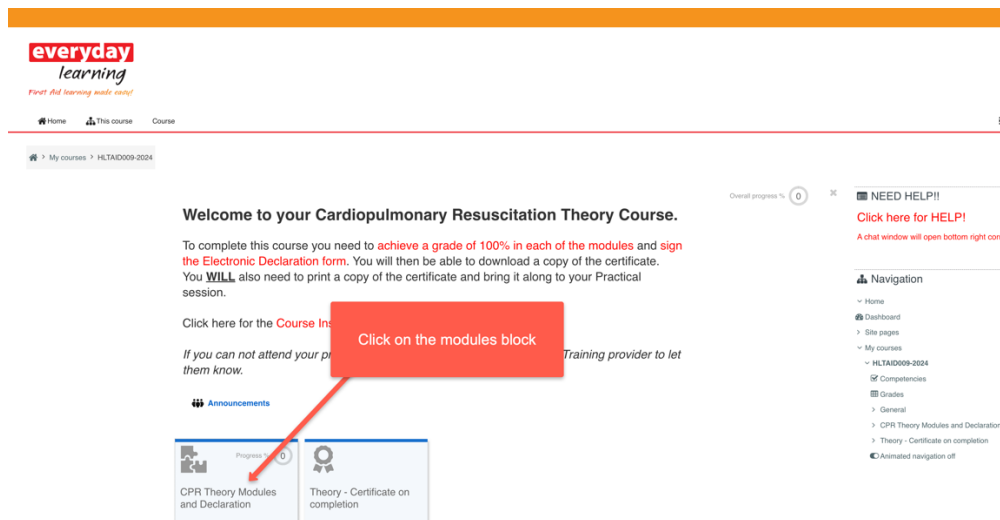 everyday
learning
First Aid learning made easy!
Home This course Course
My courses > HLTAID009-2024
Overall progress % 0
Welcome to your Cardiopulmonary Resuscitation Theory Course.
To complete this course you need to achieve a grade of 100% in each of the modules and sign
the Electronic Declaration form. You will then be able to download a copy of the certificate.
You WILL also need to print a copy of the certificate and bring it along to your Practical
session.
Click here for the Course Ins
Click on the modules block
If you can not attend your pr Training provider to let
them know.
Announcements
Progress % 0
CPR Theory Modules
and Declaration
Theory - Certificate on
completion
NEED HELP!!
Click here for HELP!
A chat window will open bottom right
Navigation
Home
Dashboard
Site pages
My courses
HLTAID009-2024
Competencies
Grades
General
CPR Theory Modules and Declaration
Theory - Certificate on completion
Animated navigation off